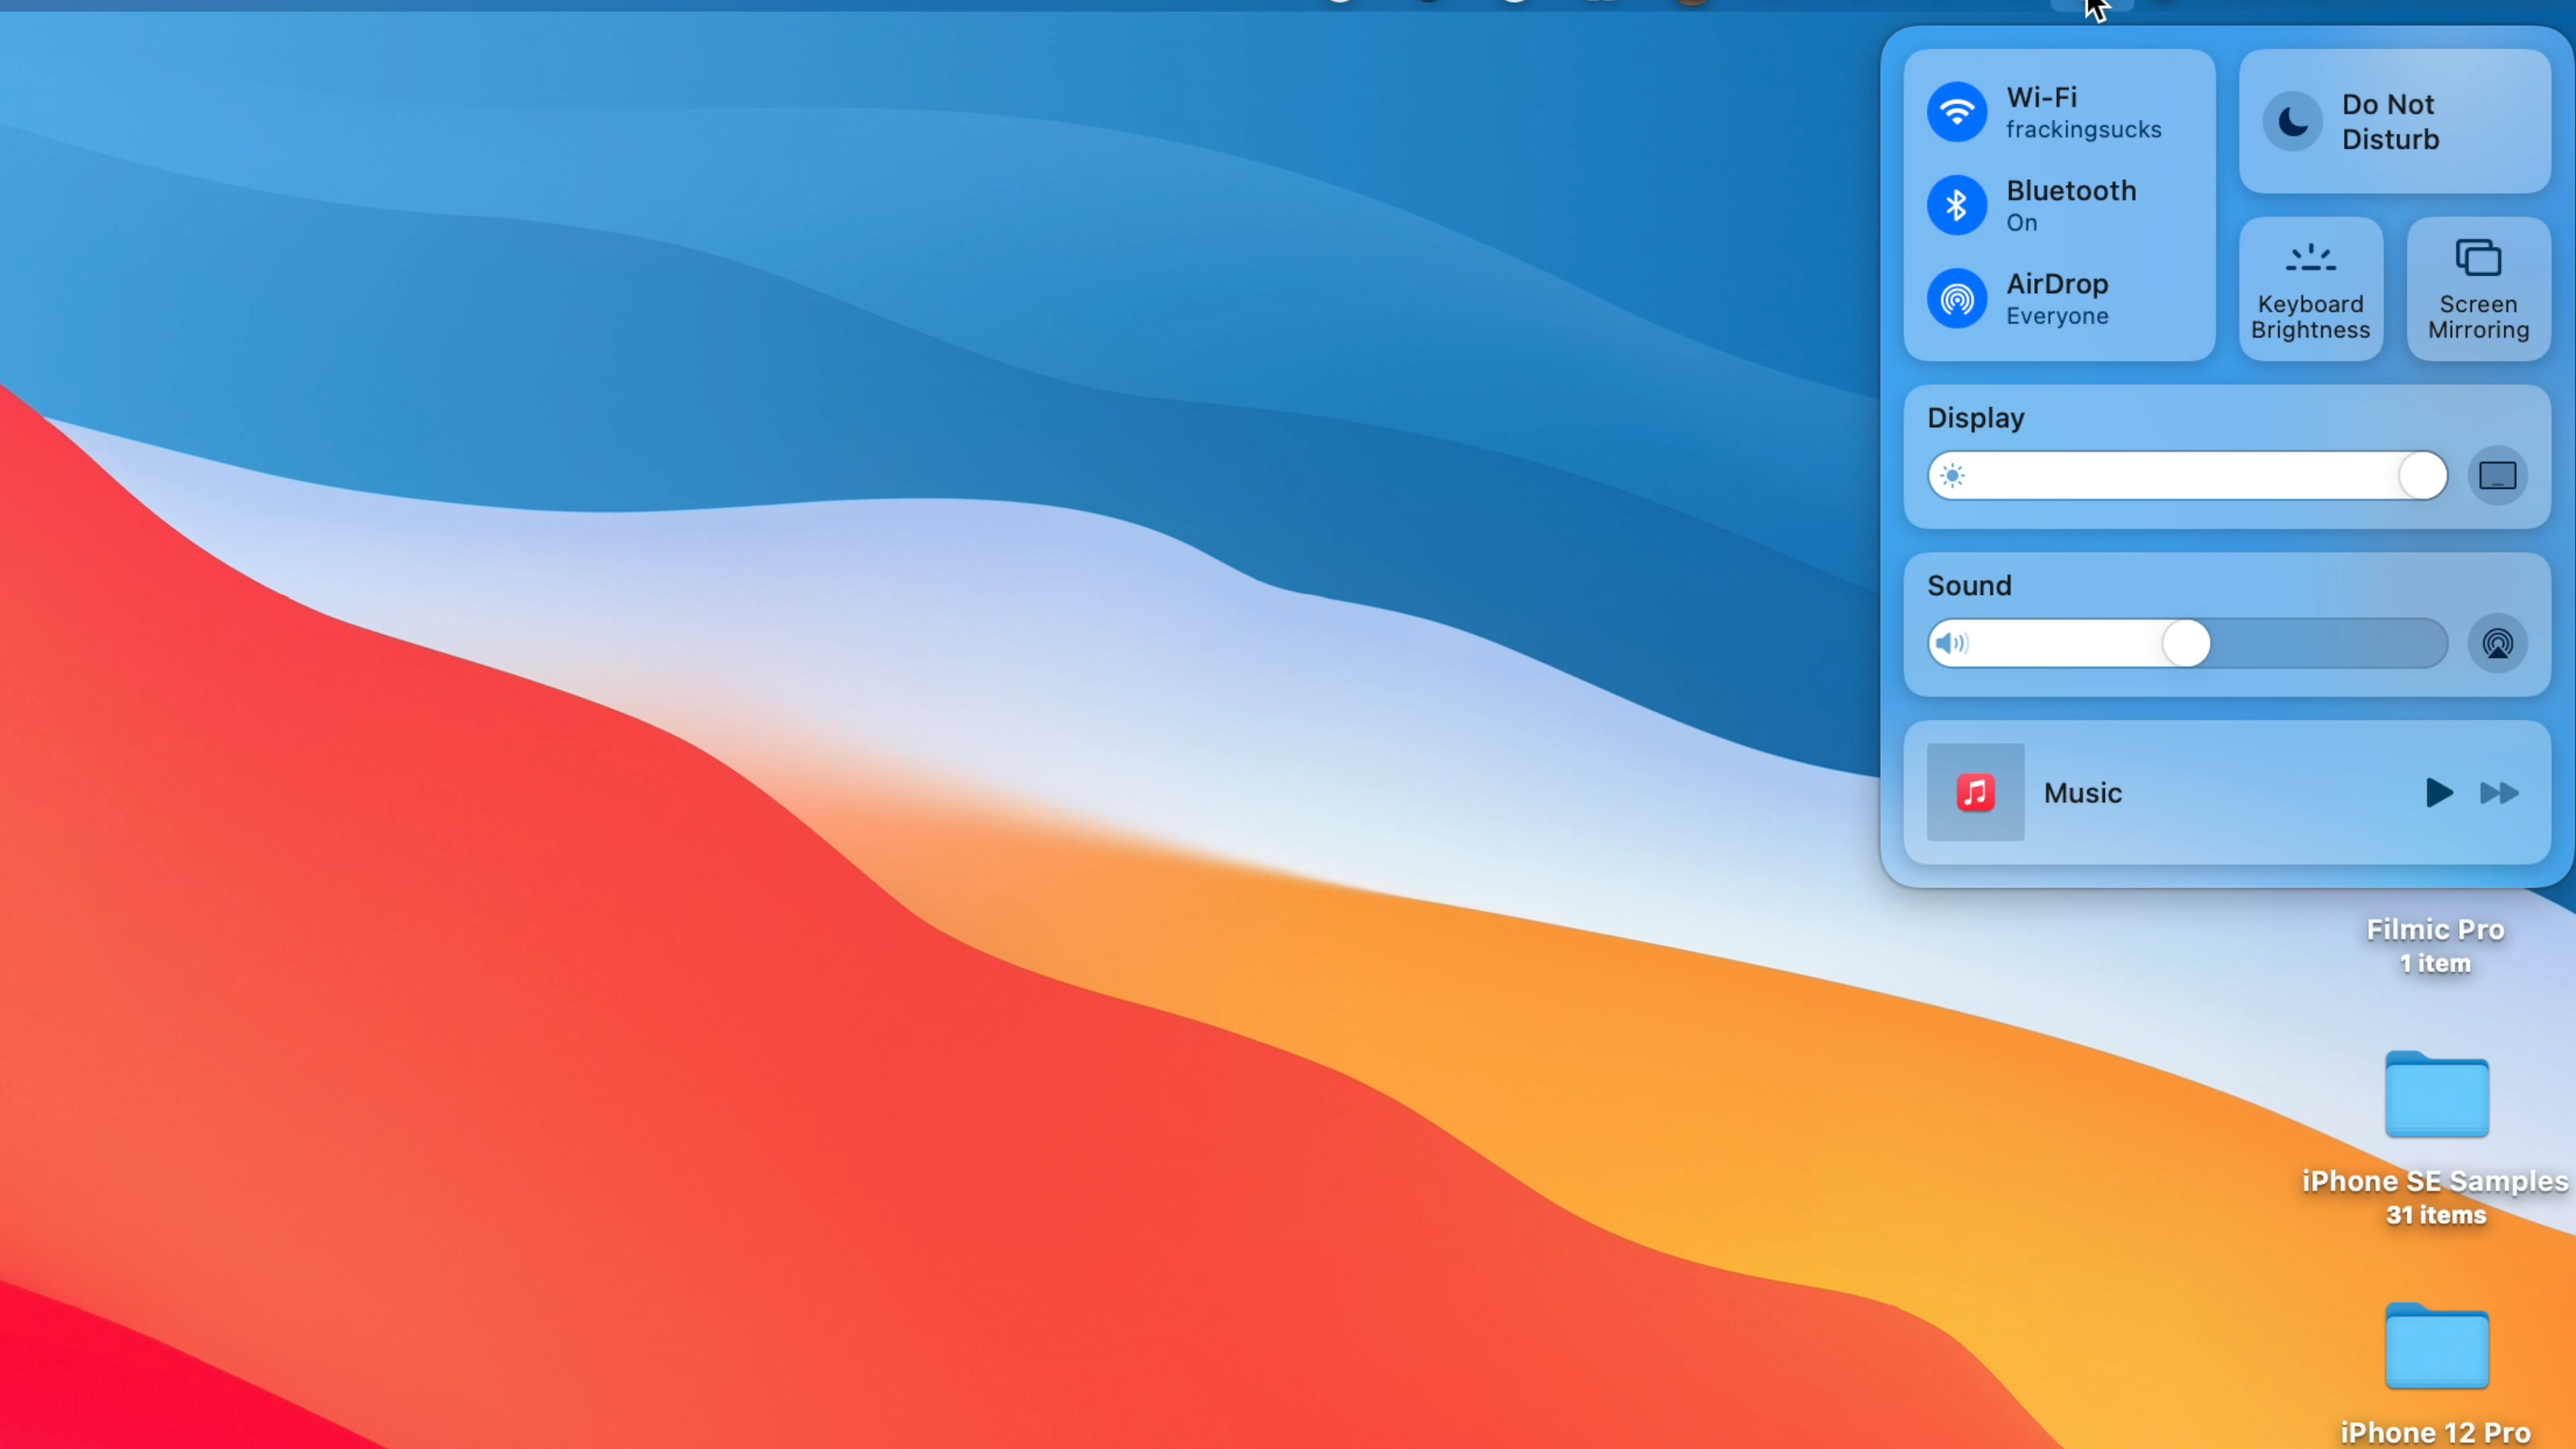 Wi-Fi
frackingsucks
Bluetooth
On
AirDrop
Everyone
Do Not
Disturb
Keyboard
Brightness
Screen
Mirroring
Display
Sound
Music
Filmic Pro
1 item
iPhone SE Samples
31 items
iPhone 12 Pro